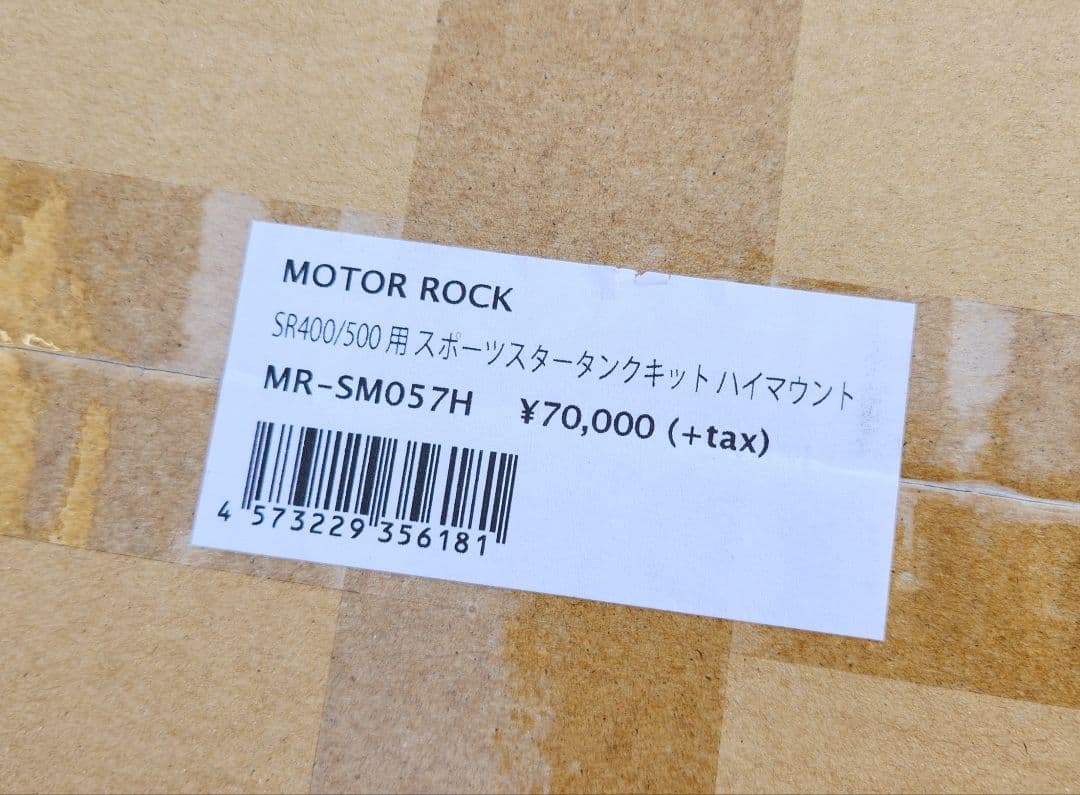 MOTOR ROCK
SR400/500 用 スポーツスタータンクキット ハイマウント
MR-SM057H ¥70,000 (+tax)
4 573229 356181